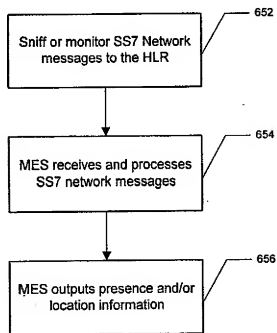 652
Sniff or monitor SS7 Network
messages to the HLR
654
MES receives and processes
SS7 network messages
656
MES outputs presence and/or
location information